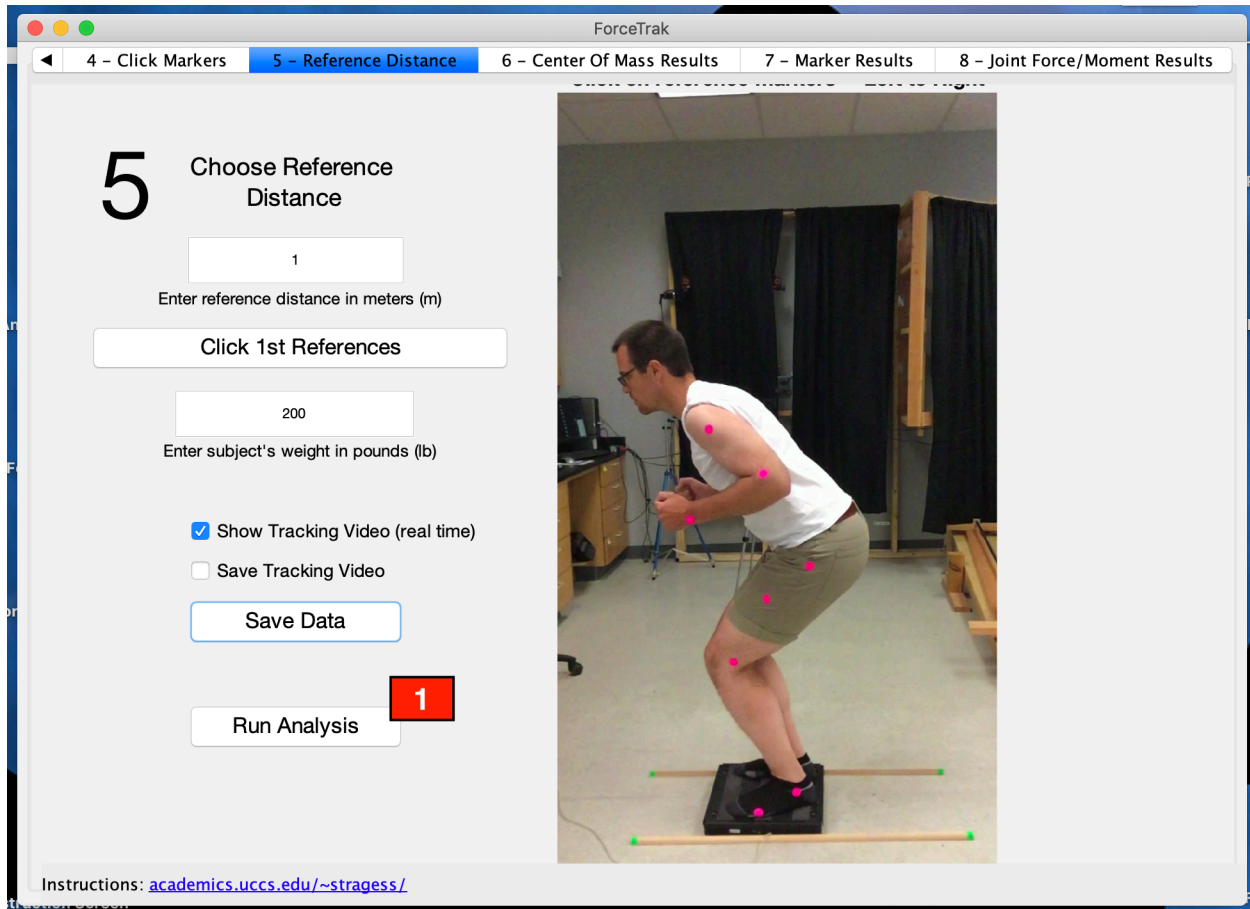 ForceTrak
4 – Click Markers
5 – Reference Distance
6 – Center Of Mass Results
7 – Marker Results
8 – Joint Force/Moment Results
5
Choose Reference
Distance
1
Enter reference distance in meters (m)
Click 1st References
200
Enter subject's weight in pounds (lb)
Show Tracking Video (real time)
Save Tracking Video
Save Data
1
Run Analysis
Instructions: academics.uccs.edu/~stragess/